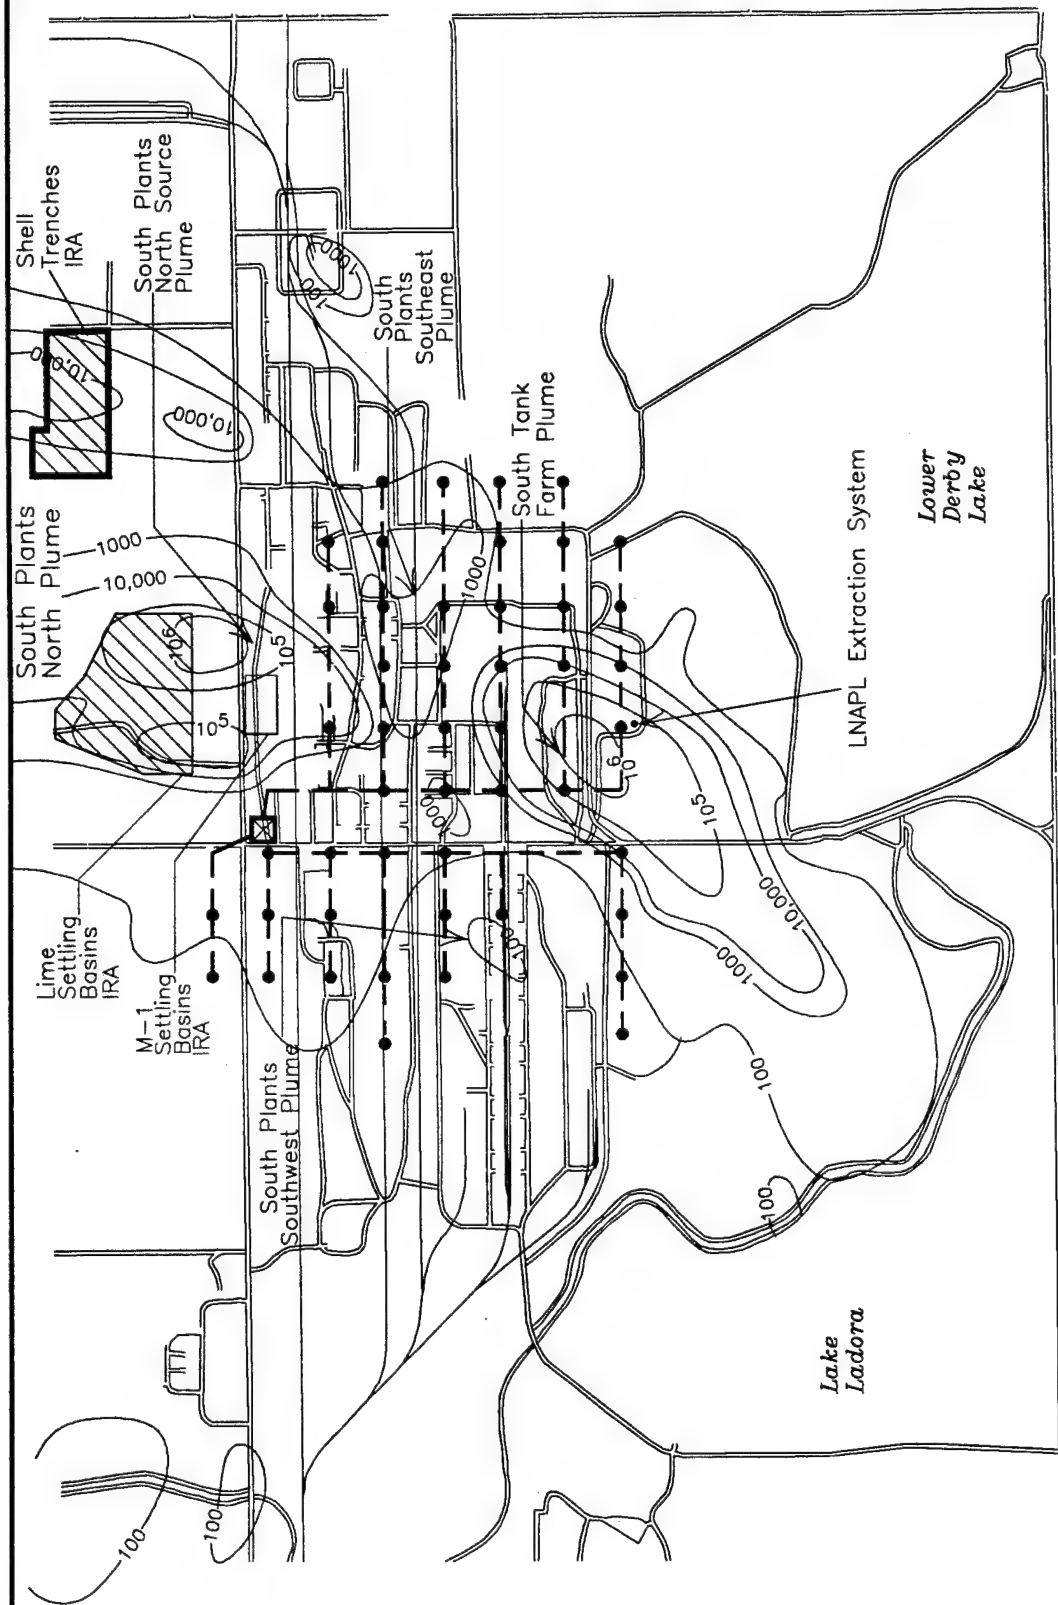 Shell
Trenches
IRA
South Plants
North Source
Plume
South Plants
North Plume
10,000
10,000
1000
10,000
10⁶
10⁵
10⁵
1000
100
South
Plants
Southeast
Plume
South Tank
Farm Plume
1000
LNAPL Extraction System
Lower
Derby
Lake
10⁶
10⁵
10,000
1000
Lime
Settling
Basins
IRA
M-1
Settling
Basins
IRA
South Plants
Southwest Plume
100
100
100
Lake
Ladora
100
100